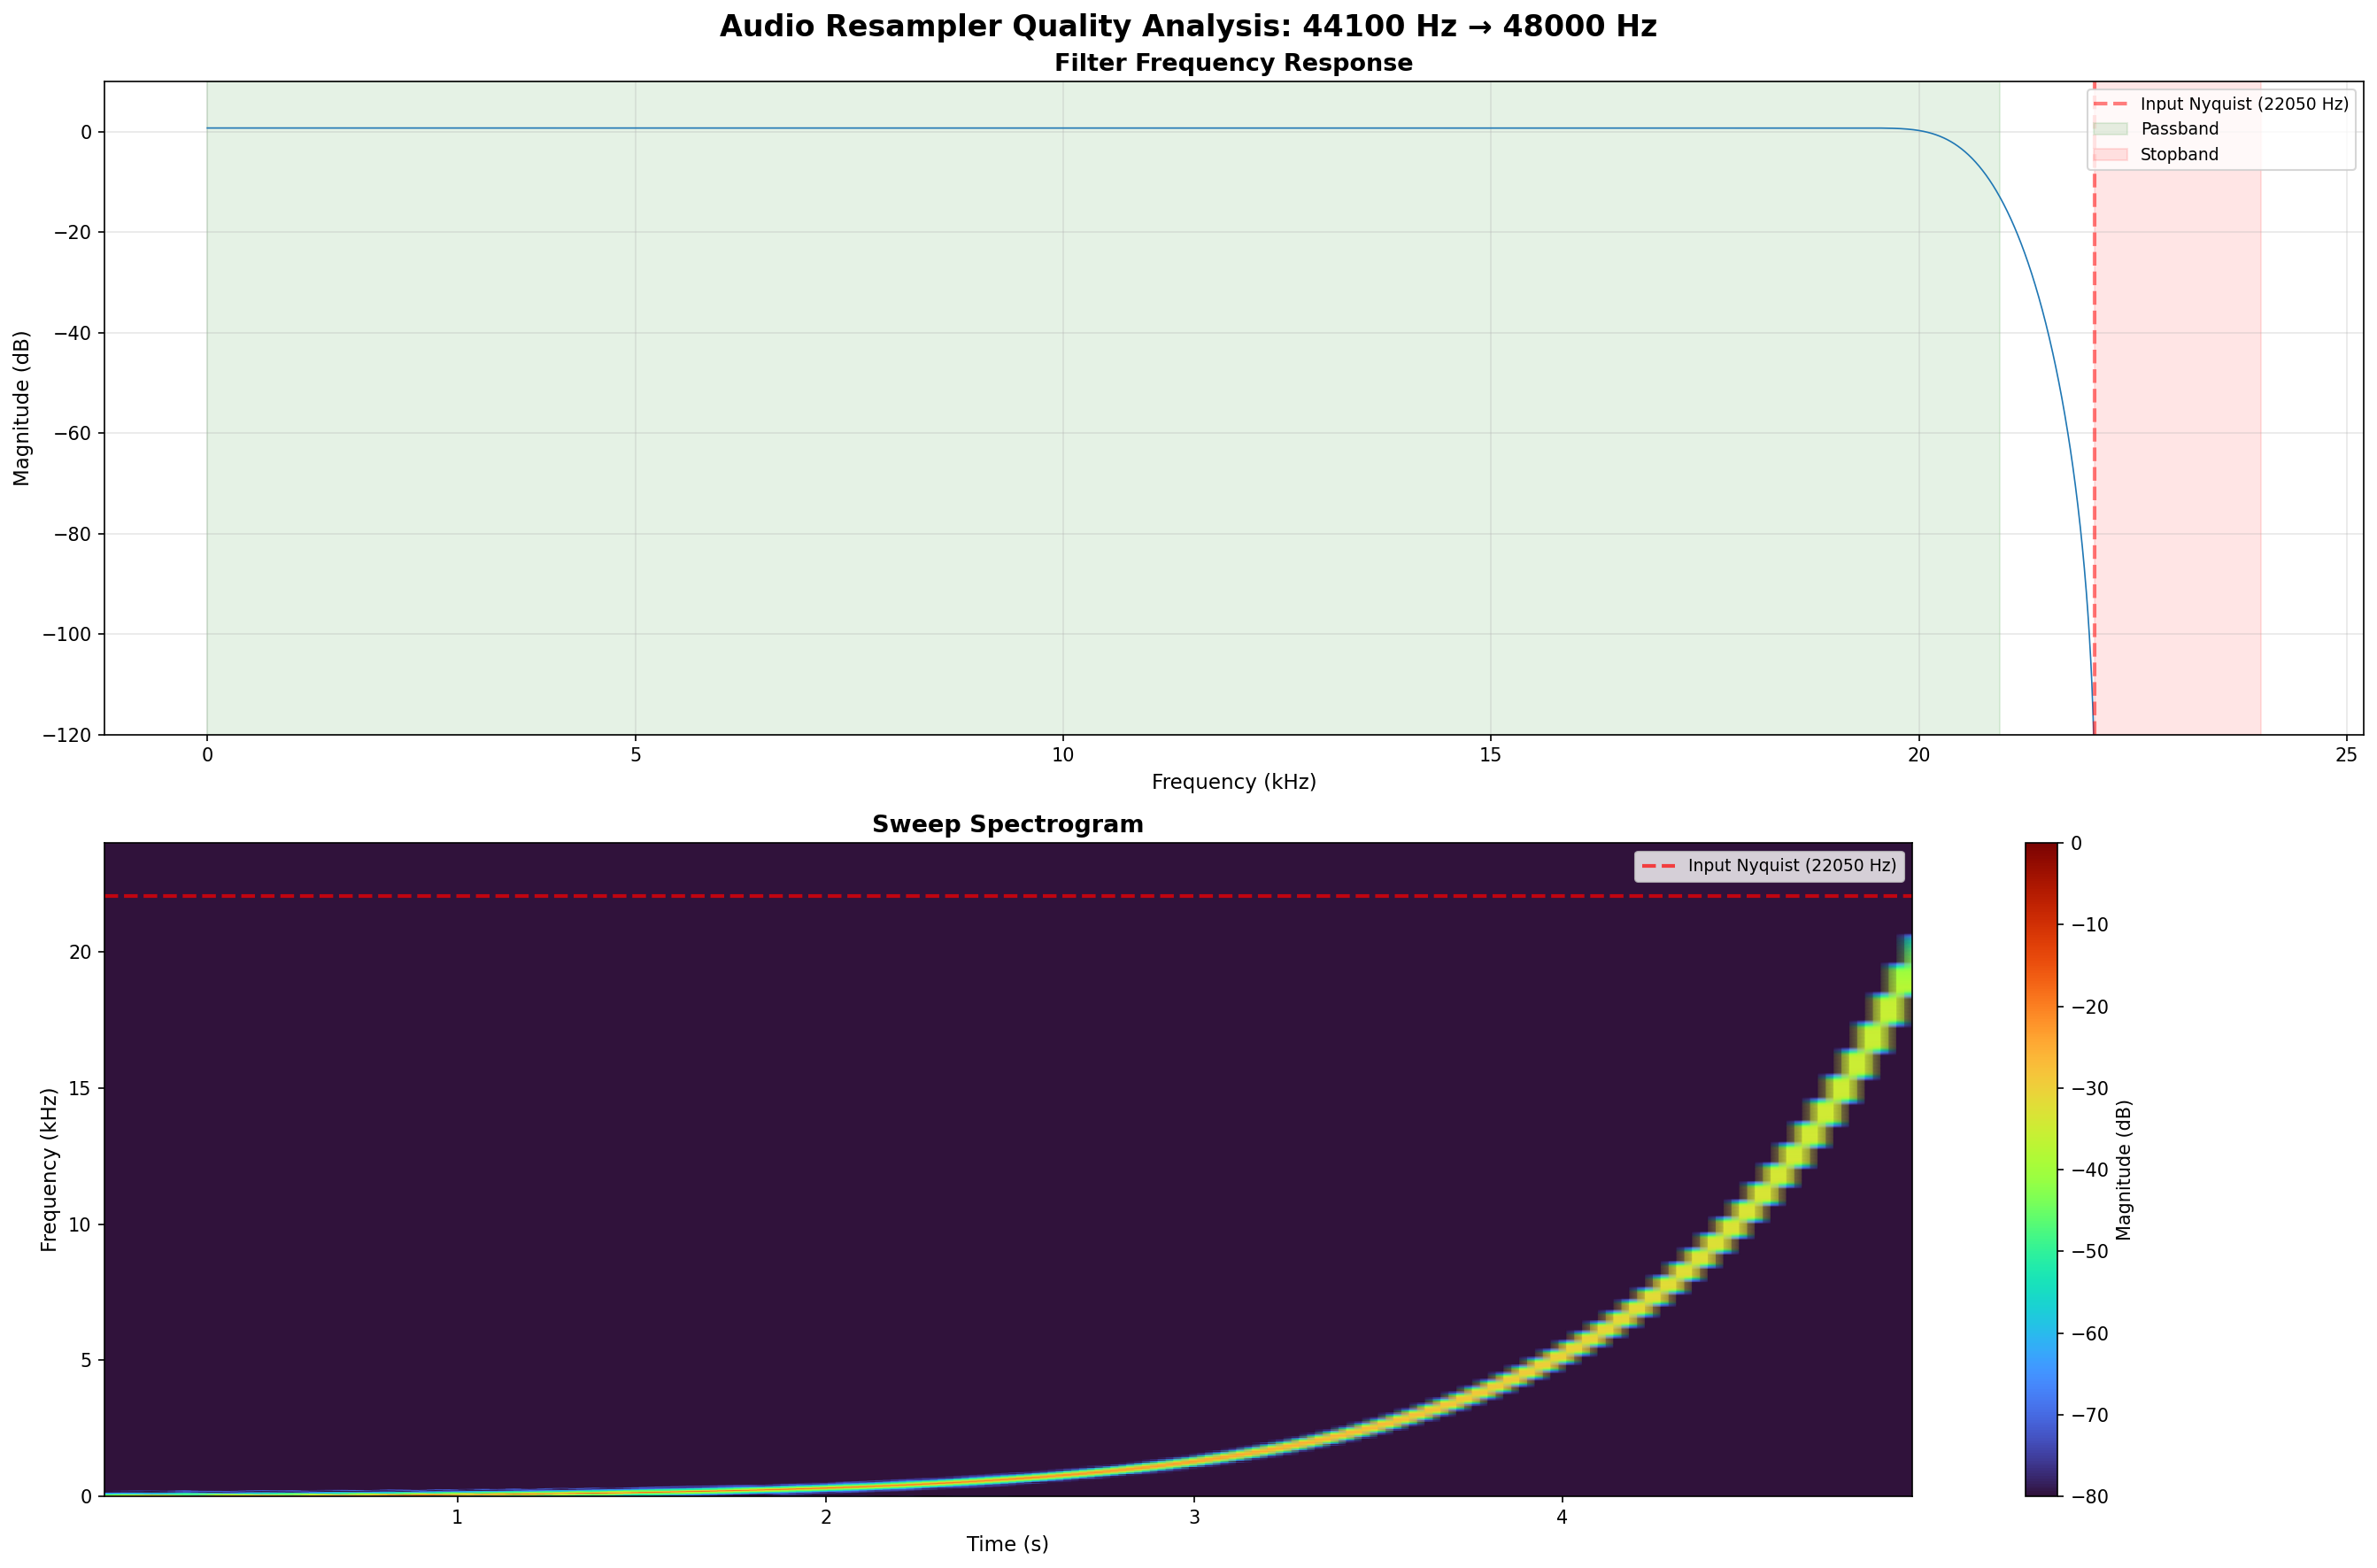 Audio Resampler Quality Analysis: 44100 Hz → 48000 Hz
Filter Frequency Response
Magnitude (dB)
0
−20
−40
−60
−80
−100
−120
Input Nyquist (22050 Hz)
Passband
Stopband
0 5 10 15 20 25
Frequency (kHz)
Sweep Spectrogram
Frequency (kHz)
20
15
10
5
0
Input Nyquist (22050 Hz)
1 2 3 4
Time (s)
0
−10
−20
−30
−40
−50
−60
−70
−80
Magnitude (dB)